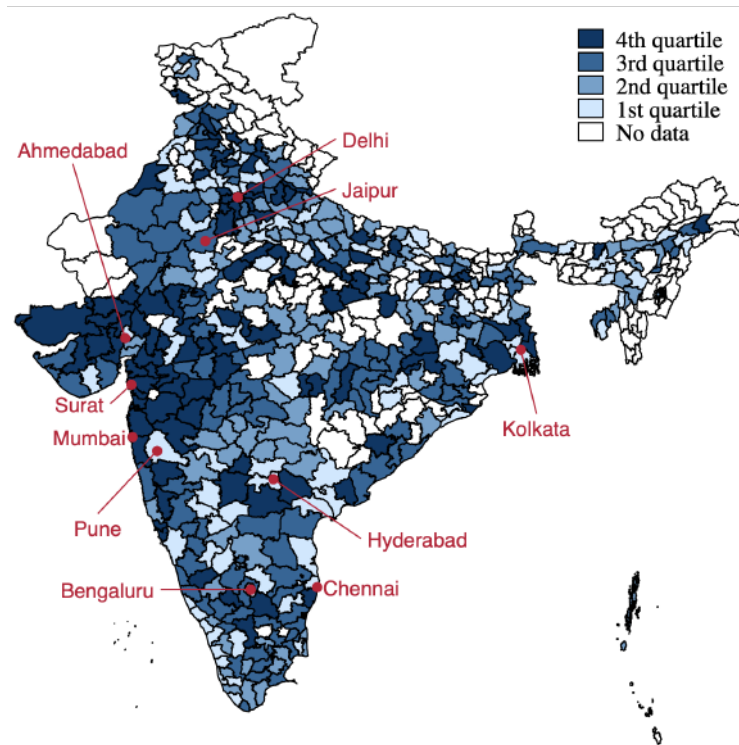 4th quartile
3rd quartile
2nd quartile
1st quartile
No data
Delhi
Ahmedabad
Jaipur
Surat
Mumbai
Kolkata
Pune
Hyderabad
Bengaluru
Chennai